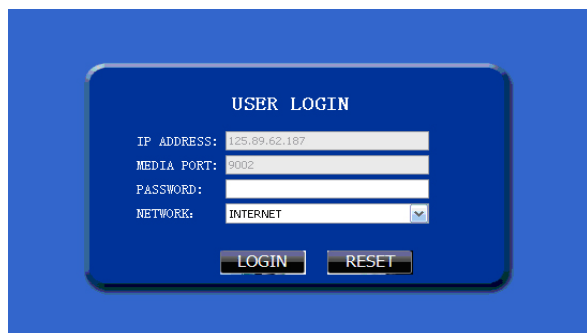 USER LOGIN
IP ADDRESS: 125.89.62.187
MEDIA PORT: 9002
PASSWORD:
NETWORK: INTERNET
LOGIN RESET